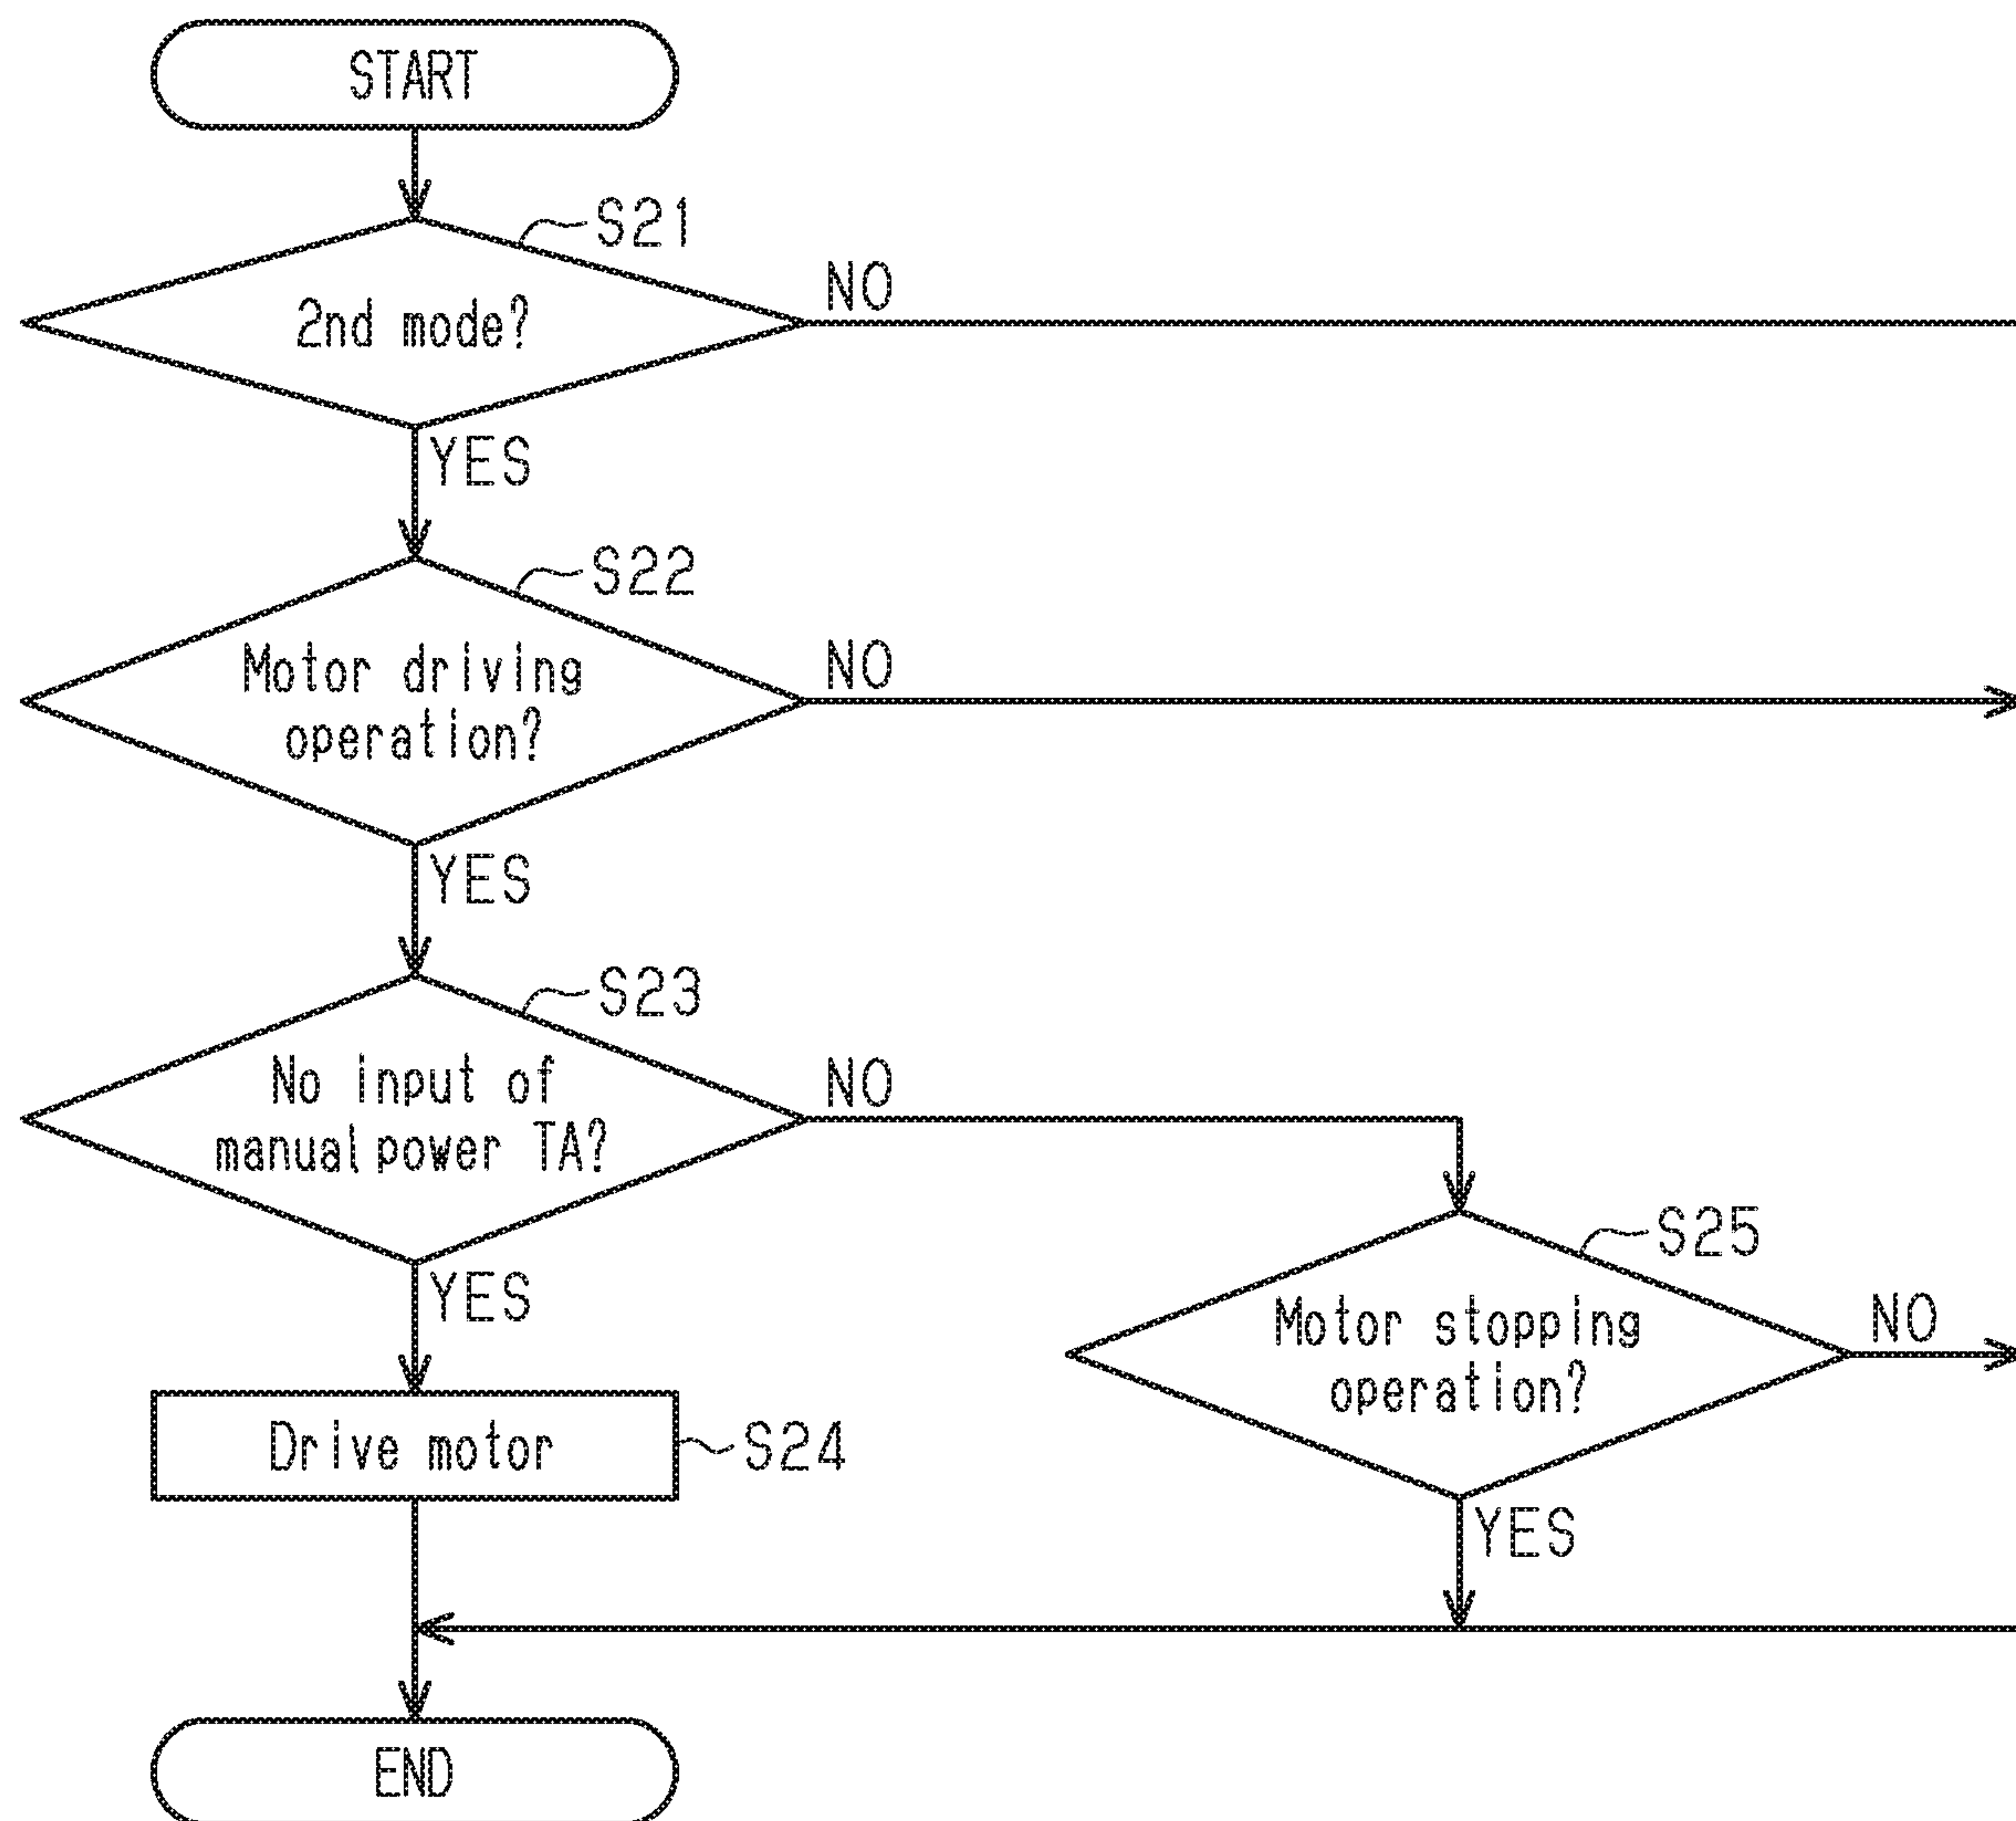 START
S21
2nd mode?
NO
YES
S22
Motor driving
operation?
NO
YES
S23
No input of
manual power TA?
NO
YES
S25
Motor stopping
operation?
NO
Drive motor
S24
YES
END